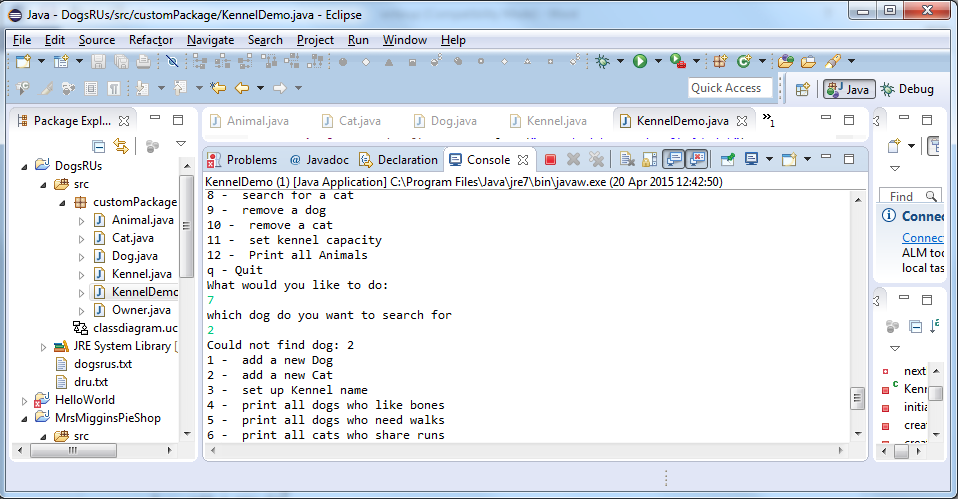 Java - DogsRUs/src/customPackage/KennelDemo.java - Eclipse
File Edit Source Refactor Navigate Search Project Run Window Help
Quick Access
Java
Debug
Package Expl...
DogsRUs
src
customPackage
Animal.java
Cat.java
Dog.java
Kennel.java
KennelDemo
Owner.java
classdiagram.uc
JRE System Library [
dogsrus.txt
dru.txt
HelloWorld
MrsMigginsPieShop
src
Animal.java Cat.java Dog.java Kennel.java KennelDemo.java »1
Problems @ Javadoc Declaration Console
KennelDemo (1) [Java Application] C:\Program Files\Java\jre7\bin\javaw.exe (20 Apr 2015 12:42:50)
8 - search for a cat
9 - remove a dog
10 - remove a cat
11 - set kennel capacity
12 - Print all Animals
q - Quit
What would you like to do:
7
which dog do you want to search for
2
Could not find dog: 2
1 - add a new Dog
2 - add a new Cat
3 - set up Kennel name
4 - print all dogs who like bones
5 - print all dogs who need walks
6 - print all cats who share runs
Find
Connec
Connect
ALM too
local tas
next
Kenn
initia
creat